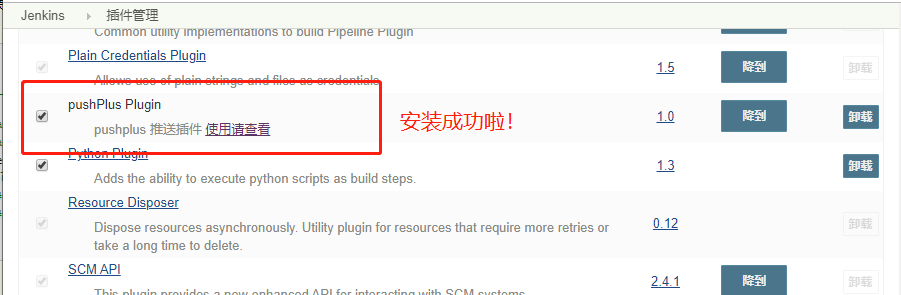 Jenkins 插件管理
Common utility implementations to build Pipeline Plugin
Plain Credentials Plugin
Allows use of plain strings and files as credentials.
1.5 降到 卸载
pushPlus Plugin
pushplus 推送插件 使用请查看
1.0 降到 卸载
安装成功啦！
Python Plugin
Adds the ability to execute python scripts as build steps.
1.3 卸载
Resource Disposer
Dispose resources asynchronously. Utility plugin for resources that require more retries or
take a long time to delete.
0.12 卸载
SCM API
This plugin provides a new enhanced API for interacting with SCM systems.
2.4.1 降到 卸载